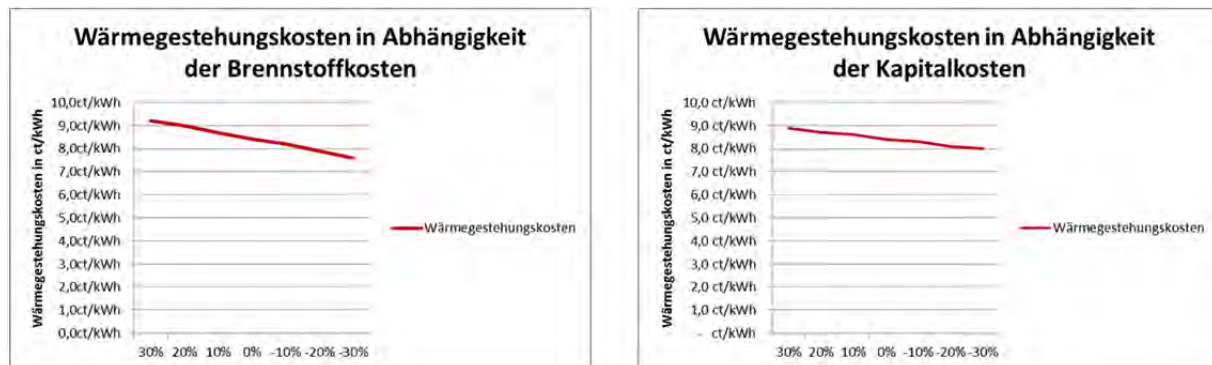 Wärmegestehungskosten in Abhängigkeit
der Brennstoffkosten
Wärmegestehungskosten in ct/kWh
10,0ct/kWh
9,0ct/kWh
8,0ct/kWh
7,0ct/kWh
6,0ct/kWh
5,0ct/kWh
4,0ct/kWh
3,0ct/kWh
2,0ct/kWh
1,0ct/kWh
0,0ct/kWh
30% 20% 10% 0% -10% -20% -30%
Wärmegestehungskosten
Wärmegestehungskosten in Abhängigkeit
der Kapitalkosten
Wärmegestehungskosten in ct/kWh
10,0 ct/kWh
9,0 ct/kWh
8,0 ct/kWh
7,0 ct/kWh
6,0 ct/kWh
5,0 ct/kWh
4,0 ct/kWh
3,0 ct/kWh
2,0 ct/kWh
1,0 ct/kWh
- ct/kWh
30% 20% 10% 0% -10% -20% -30%
Wärmegestehungskosten